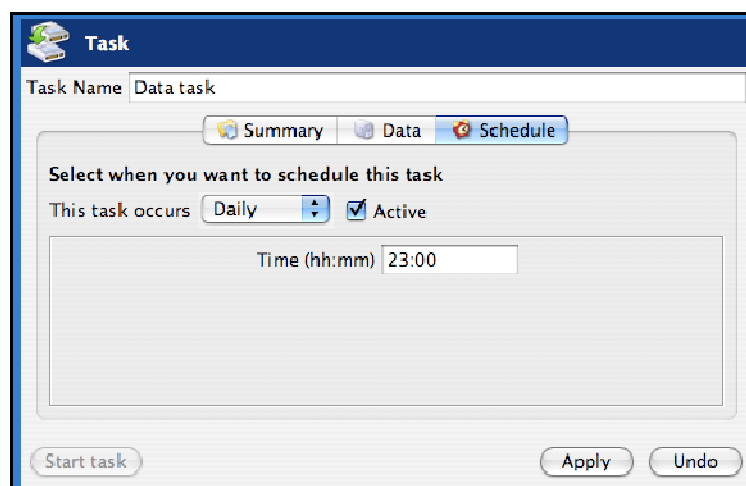 Task
Task Name Data task
Summary Data Schedule
Select when you want to schedule this task
This task occurs Daily Active
Time (hh:mm) 23:00
Start task Apply Undo